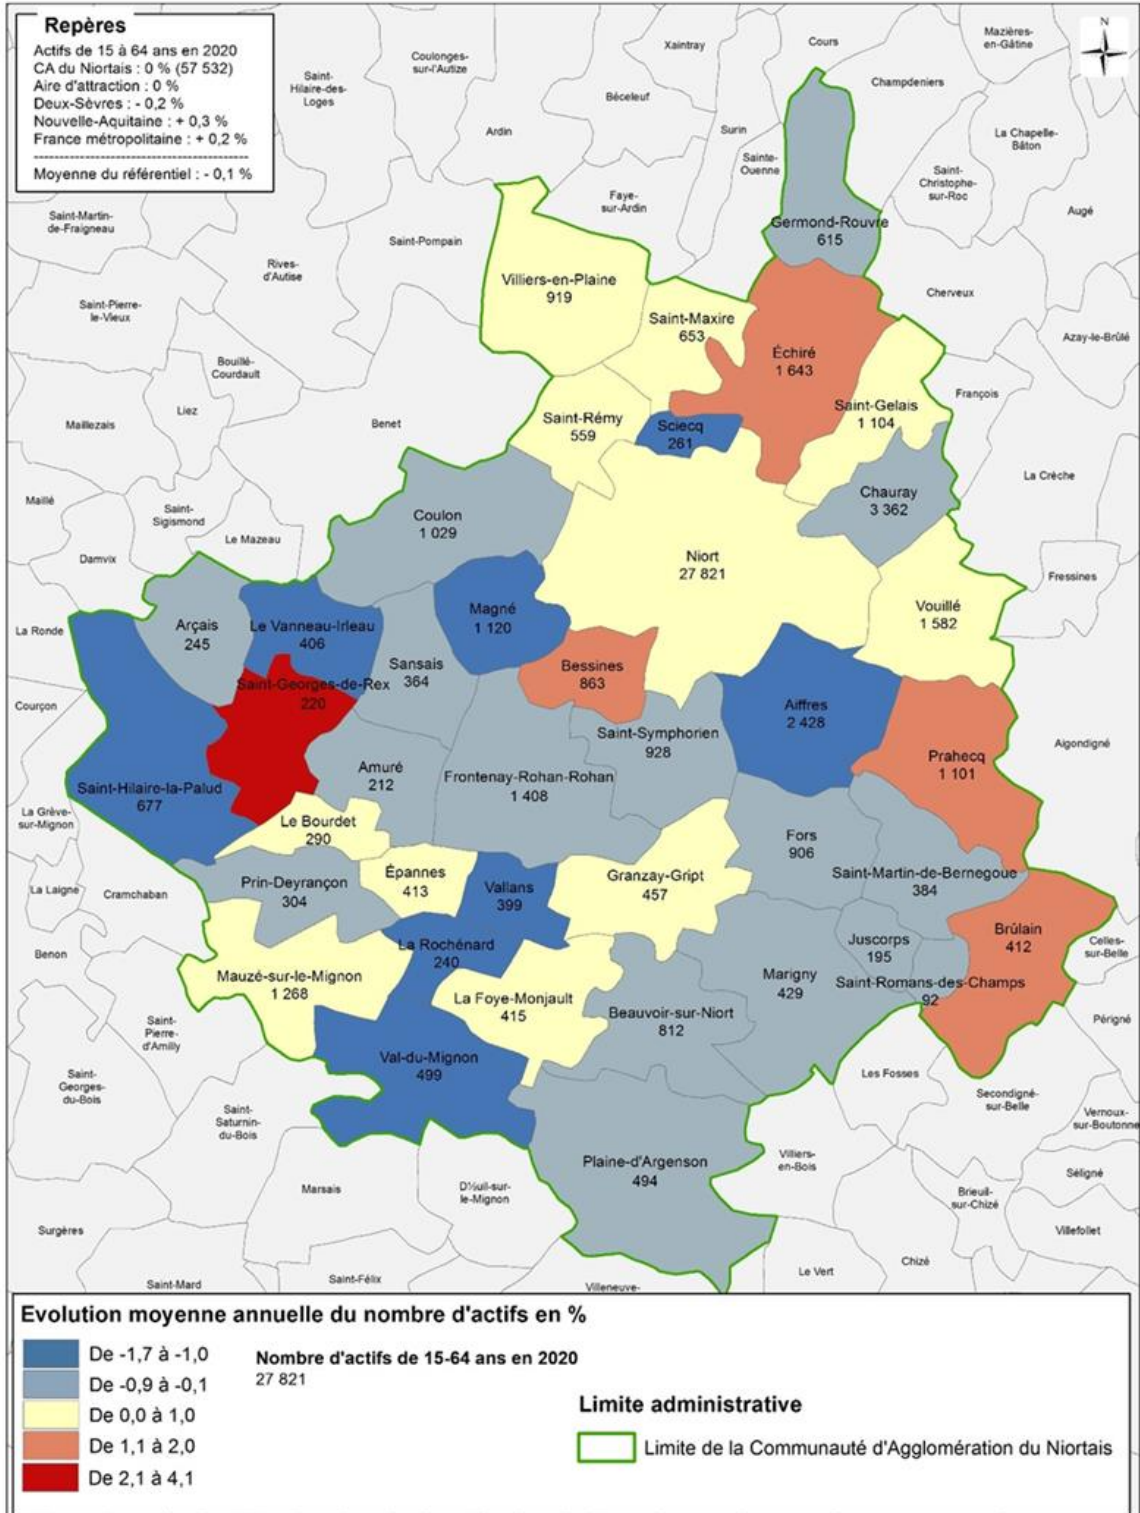 Repères
Actifs de 15 à 64 ans en 2020
CA du Niortais : 0 % (57 532)
Aire d'attraction : 0 %
Deux-Sèvres : - 0,2 %
Nouvelle-Aquitaine : + 0,3 %
France métropolitaine : + 0,2 %
Moyenne du référentiel : - 0,1 %
N
Xaintray
Cours
Mazières-
en-Gâtine
Coulonges-
sur-l'Autize
Saint-
Hilaire-des-
Loges
Béceleuf
Champdeniers
Ardin
Surin
La Chapelle-
Bâton
Sainte-
Ouenne
Saint-
Christophe-
sur-Roc
Faye-
sur-Ardin
Augé
Saint-Martin-
de-Fraigneau
Saint-Pompain
Germond-Rouvre
615
Rives-
d'Autise
Villiers-en-Plaine
919
Cherveux
Saint-Pierre-
le-Vieux
Saint-Maxire
653
Azay-le-Brûlé
Échiré
1 643
Bouillé-
Courdault
François
Liez
Maillezais
Benet
Saint-Rémy
559
Sciecq
261
Saint-Gelais
1 104
La Crèche
Chauray
3 362
Maillé
Saint-
Sigismond
Coulon
1 029
Le Mazeau
Damvix
Niort
27 821
Fressines
Vouillé
1 582
La Ronde
Arçais
245
Le Vanneau-Irleau
406
Magné
1 120
Sansais
364
Bessines
863
Saint-Georges-de-Rex
220
Courçon
Aiffres
2 428
Saint-Symphorien
928
Aigondigné
Prahecq
1 101
Amuré
212
Frontenay-Rohan-Rohan
1 408
Saint-Hilaire-la-Palud
677
La Grève-
sur-Mignon
Le Bourdet
290
Fors
906
Saint-Martin-de-Bernegoue
384
Épannes
413
Granzay-Gript
457
La Laigne
Cramchaban
Prin-Deyrançon
304
Vallans
399
Brûlain
412
Juscorps
195
Celles-
sur-Belle
Benon
La Rochénard
240
Mauzé-sur-le-Mignon
1 268
Marigny
429
Saint-Romans-des-Champs
92
La Foye-Monjault
415
Beauvoir-sur-Niort
812
Périgné
Saint-
Pierre-
d'Amilly
Val-du-Mignon
499
Les Fosses
Saint-
Georges-
du-Bois
Secondigné-
sur-Belle
Vernoux-
sur-Boutonne
Saint-
Saturnin-
du-Bois
Villiers-
en-Bois
Plaine-d'Argenson
494
Séligné
Marsais
D½uil-sur-
le-Mignon
Brieuil-
sur-Chizé
Surgères
Villefollet
Chizé
Le Vert
Saint-Mard
Saint-Félix
Villeneuve-
Evolution moyenne annuelle du nombre d'actifs en %
De -1,7 à -1,0
De -0,9 à -0,1
De 0,0 à 1,0
De 1,1 à 2,0
De 2,1 à 4,1
Nombre d'actifs de 15-64 ans en 2020
27 821
Limite administrative
Limite de la Communauté d'Agglomération du Niortais